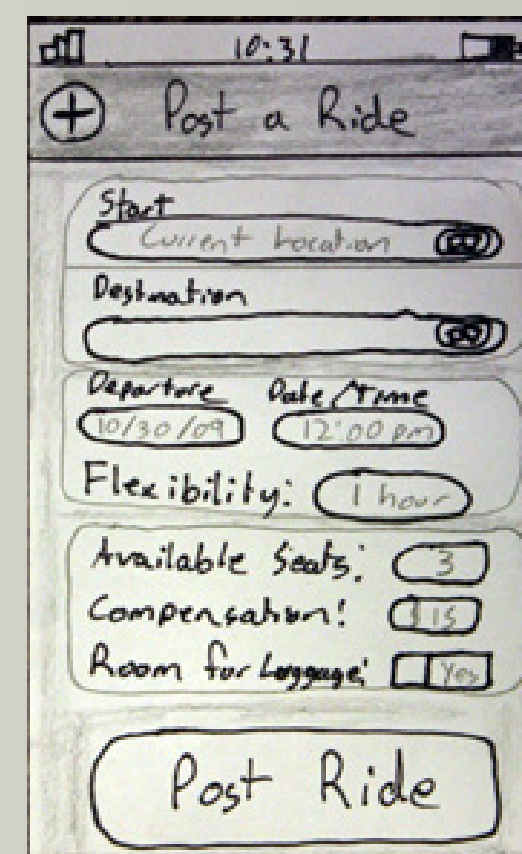 10:31
Post a Ride
Start
Current Location
Destination
Departure Date/Time
10/30/09 12:00 pm
Flexibility: 1 hour
Available Seats: 3
Compensation: $15
Room for Luggage: Yes
Post Ride